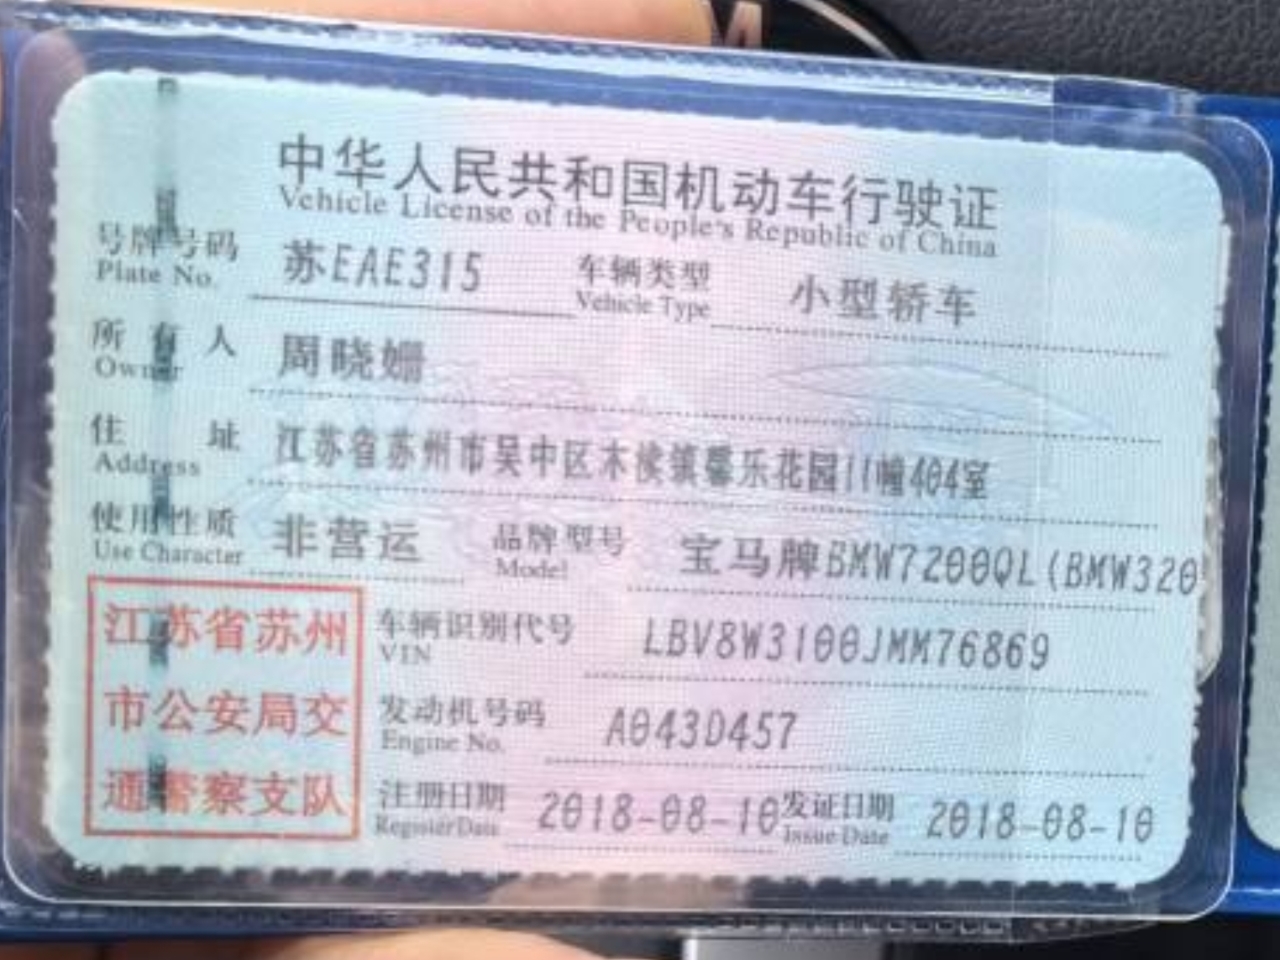 中华人民共和国机动车行驶证
Vehicle License of the People's Republic of China
号牌号码 苏EAE315 车辆类型 小型轿车
Plate No. Vehicle Type
所有人 周晓姗
Owner
住址 江苏省苏州市吴中区木侯镇馨乐花园11幢404室
Address
使用性质 非营运 品牌型号 宝马牌BMW7200QL(BMW320
Use Character Model
江苏省苏州
市公安局交
通警察支队
车辆识别代号 LBV8W3100JMM76869
VIN
发动机号码 A043D457
Engine No.
注册日期 2018-08-10 发证日期 2018-08-10
Register Date Issue Date